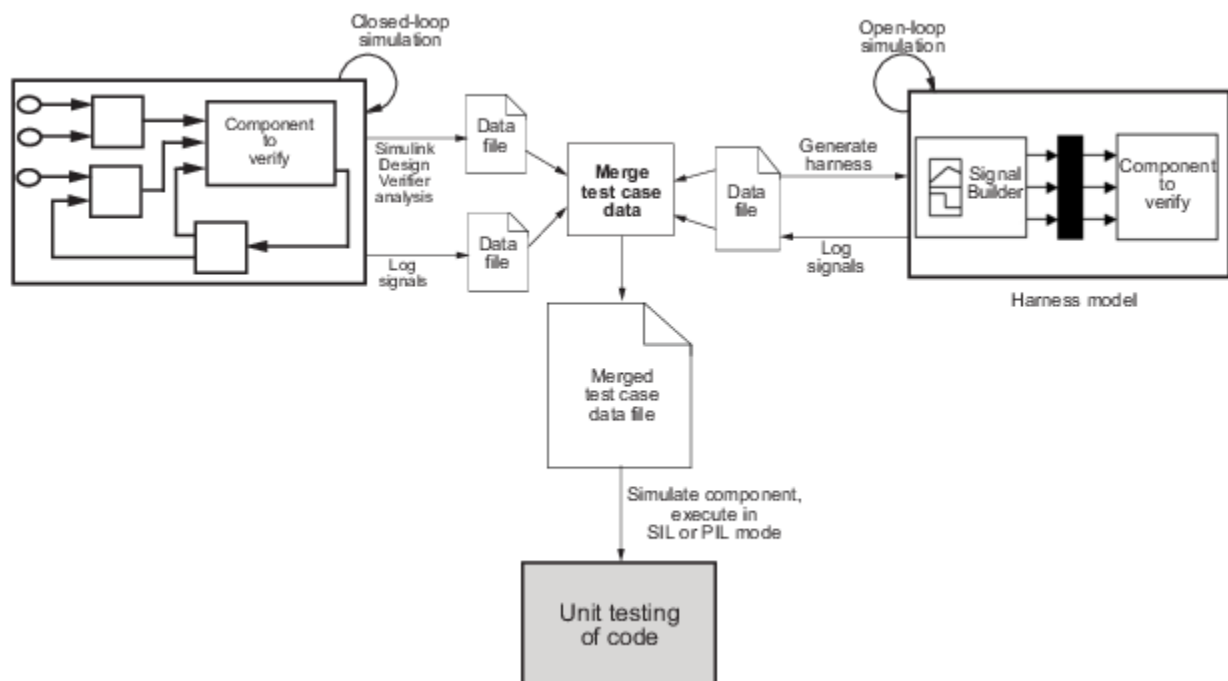 Closed-loop
simulation
Component
to
verify
Simulink
Design
Verifier
analysis
Log
signals
Data
file
Data
file
Merge
test case
data
Data
file
Generate
harness
Log
signals
Open-loop
simulation
Signal
Builder
Component
to
verify
Harness model
Merged
test case
data file
Simulate component,
execute in
SIL or PIL mode
Unit testing
of code